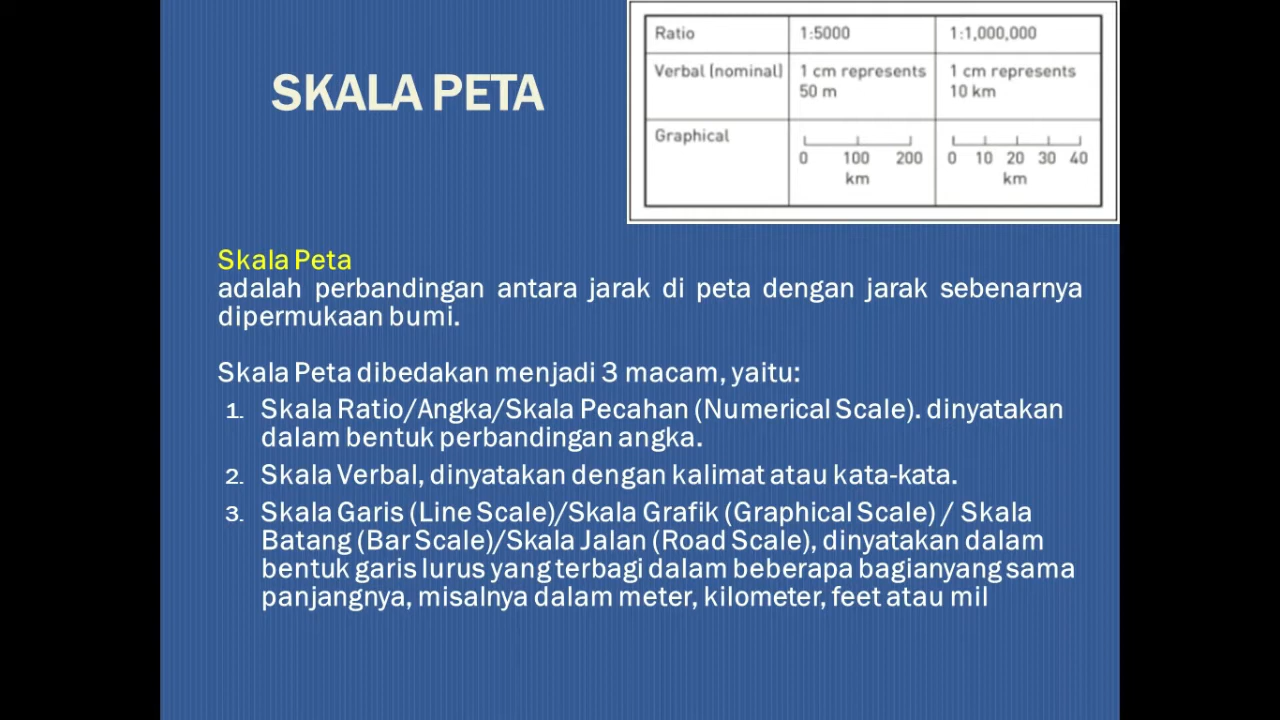 SKALA PETA
Ratio 1:5000 1:1,000,000
Verbal (nominal) 1 cm represents 1 cm represents
50 m 10 km
Graphical
0 100 200 0 10 20 30 40
km km
Skala Peta
adalah perbandingan antara jarak di peta dengan jarak sebenarnya
dipermukaan bumi.
Skala Peta dibedakan menjadi 3 macam, yaitu:
1. Skala Ratio/Angka/Skala Pecahan (Numerical Scale). dinyatakan
dalam bentuk perbandingan angka.
2. Skala Verbal, dinyatakan dengan kalimat atau kata-kata.
3. Skala Garis (Line Scale)/Skala Grafik (Graphical Scale) / Skala
Batang (Bar Scale)/Skala Jalan (Road Scale), dinyatakan dalam
bentuk garis lurus yang terbagi dalam beberapa bagianyang sama
panjangnya, misalnya dalam meter, kilometer, feet atau mil